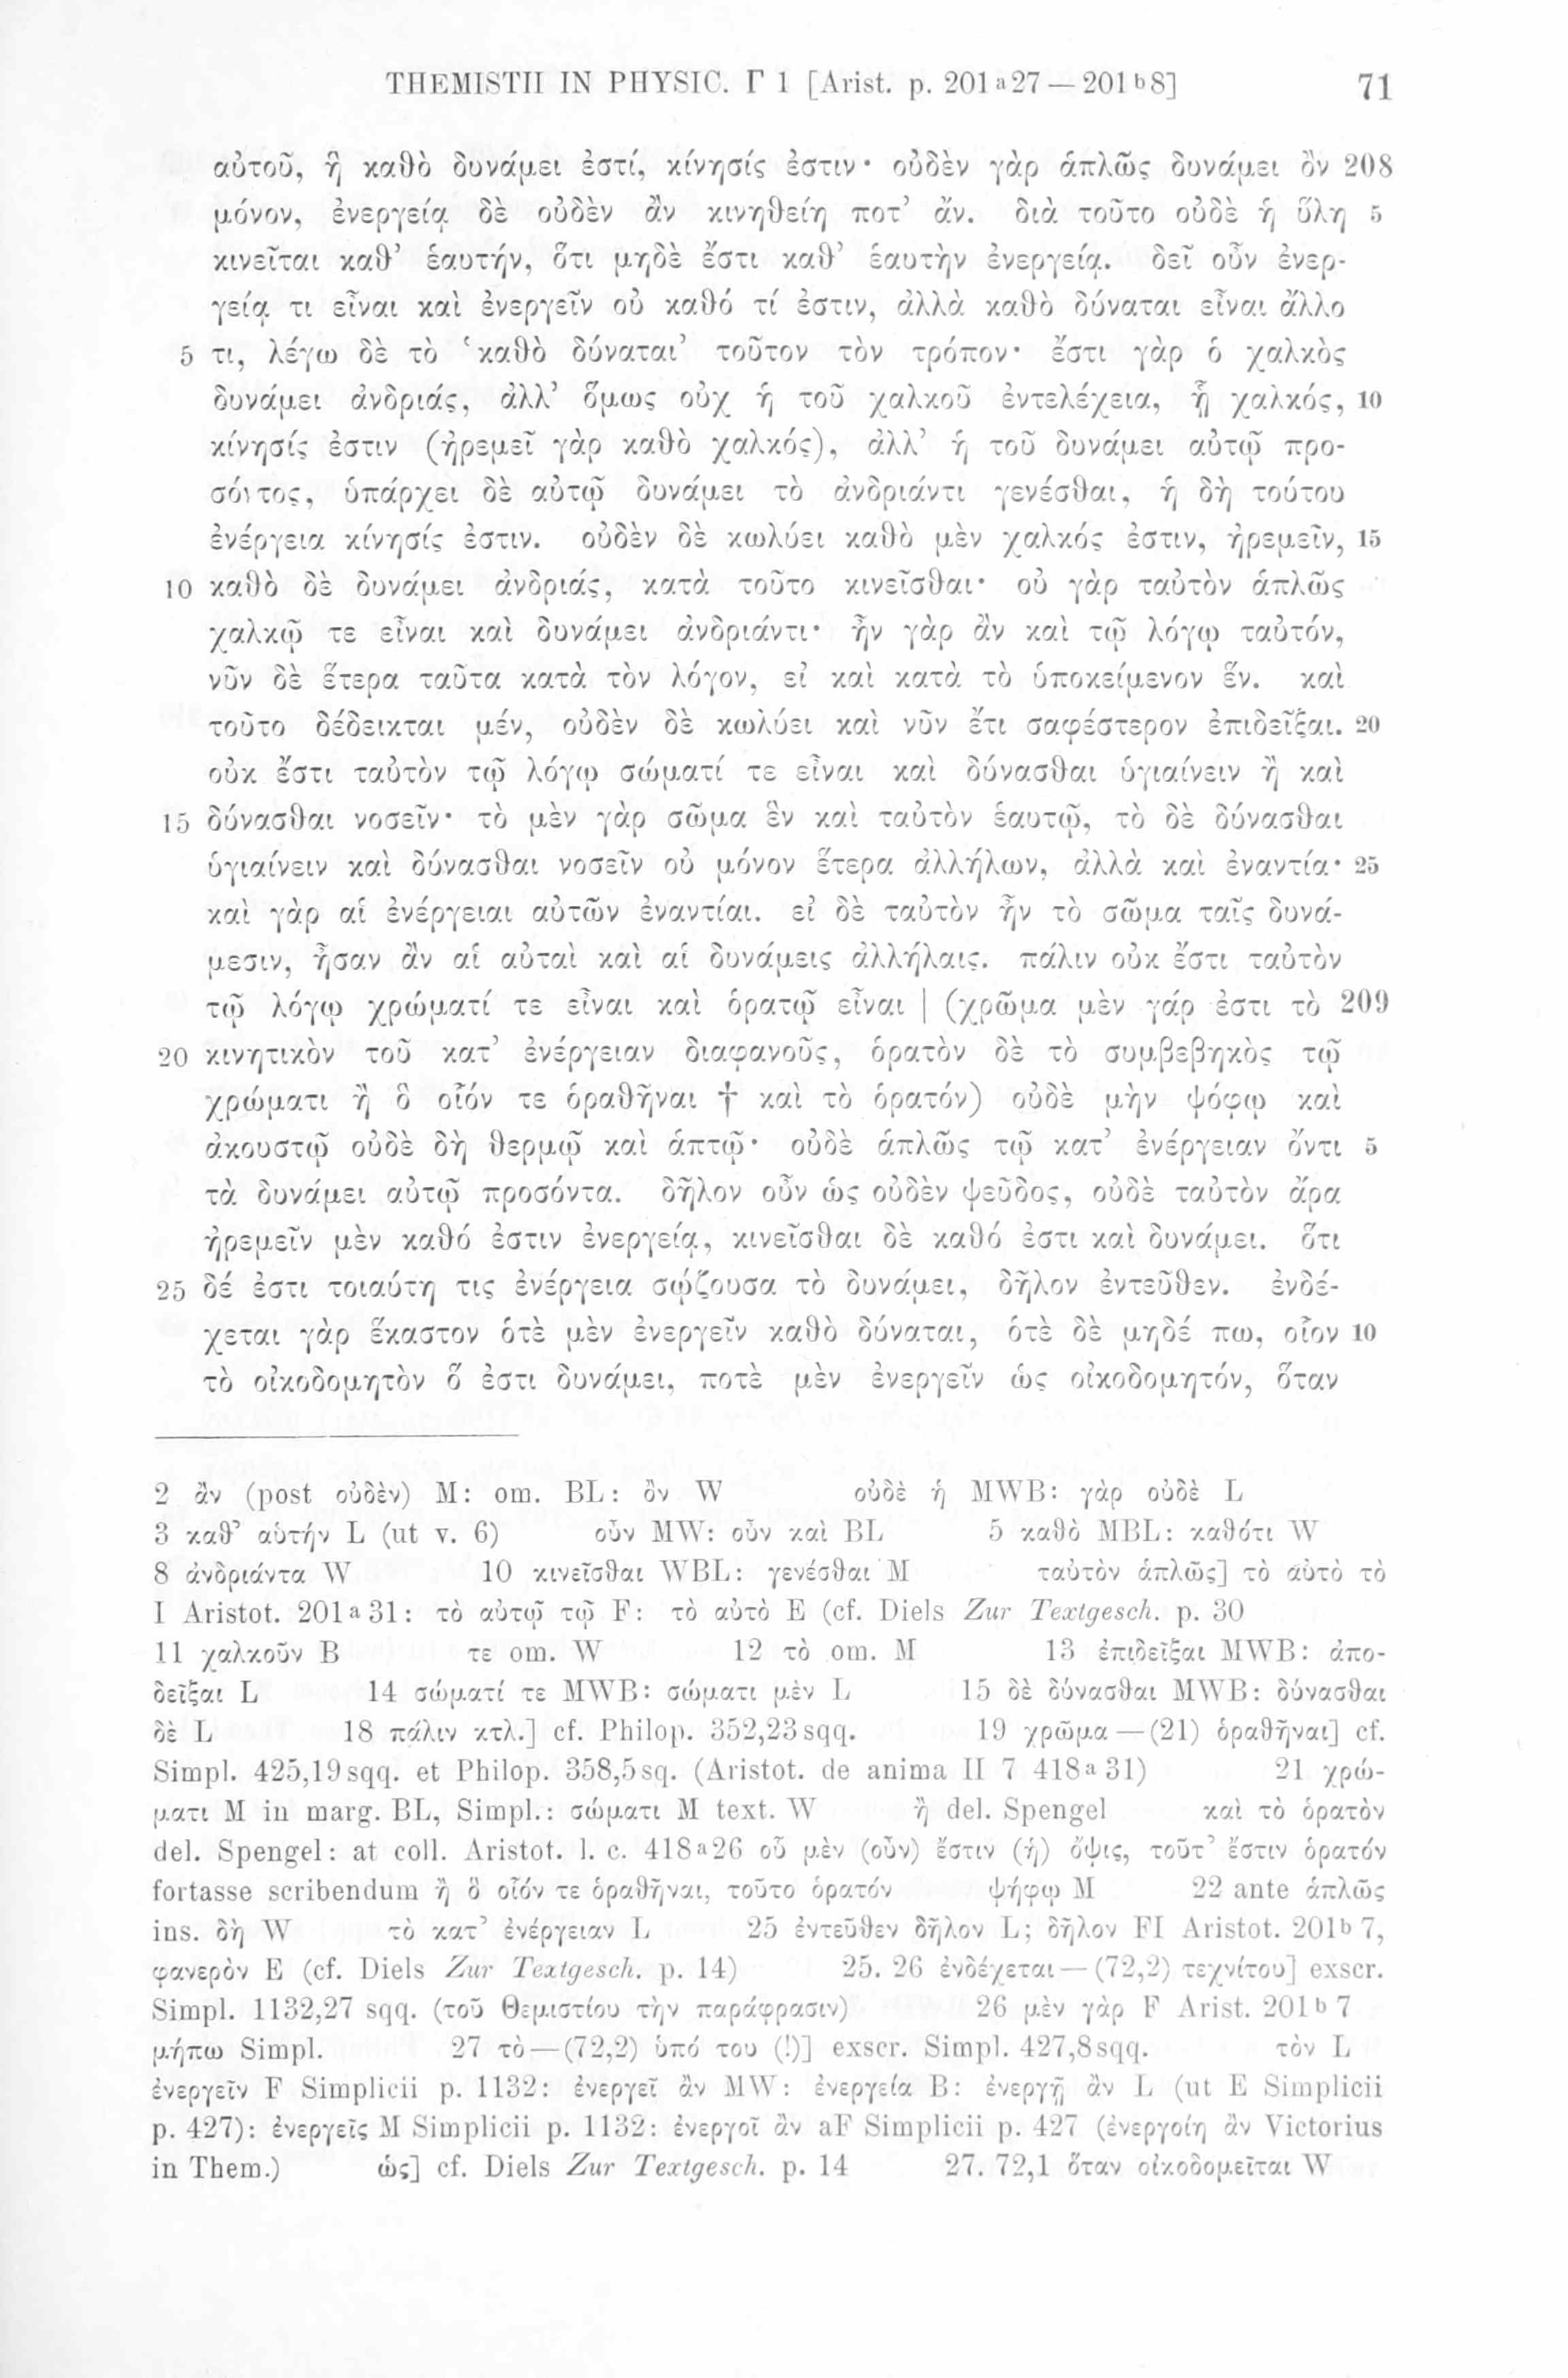 THEMISTII IN PHYSIC. Γ 1 [Arist. p. 201ᵃ27 — 201ᵇ8] 71
αὐτοῦ, ἢ καθὸ δυνάμει ἐστί, κίνησίς ἐστιν· οὐδὲν γὰρ ἁπλῶς δυνάμει ὂν 208
μόνον, ἐνεργείᾳ δὲ οὐδὲν ἂν κινηθείη ποτ’ ἄν. διὰ τοῦτο οὐδὲ ἡ ὕλη 5
κινεῖται καθ’ ἑαυτήν, ὅτι μηδὲ ἔστι καθ’ ἑαυτὴν ἐνεργείᾳ. δεῖ οὖν ἐνερ-
γείᾳ τι εἶναι καὶ ἐνεργεῖν οὐ καθό τί ἐστιν, ἀλλὰ καθὸ δύναται εἶναι ἄλλο
5 τι, λέγω δὲ τὸ ‘καθὸ δύναται’ τοῦτον τὸν τρόπον· ἔστι γὰρ ὁ χαλκὸς
δυνάμει ἀνδριάς, ἀλλ’ ὅμως οὐχ ἡ τοῦ χαλκοῦ ἐντελέχεια, ᾗ χαλκός, 10
κίνησίς ἐστιν (ἠρεμεῖ γὰρ καθὸ χαλκός), ἀλλ’ ἡ τοῦ δυνάμει αὐτῷ προ-
σόντος, ὑπάρχει δὲ αὐτῷ δυνάμει τὸ ἀνδριάντι γενέσθαι, ἡ δὴ τούτου
ἐνέργεια κίνησίς ἐστιν. οὐδὲν δὲ κωλύει καθὸ μὲν χαλκός ἐστιν, ἠρεμεῖν, 15
10 καθὸ δὲ δυνάμει ἀνδριάς, κατὰ τοῦτο κινεῖσθαι· οὐ γὰρ ταὐτὸν ἁπλῶς
χαλκῷ τε εἶναι καὶ δυνάμει ἀνδριάντι· ἦν γὰρ ἂν καὶ τῷ λόγῳ ταὐτόν,
νῦν δὲ ἕτερα ταῦτα κατὰ τὸν λόγον, εἰ καὶ κατὰ τὸ ὑποκείμενον ἕν. καὶ
τοῦτο δέδεικται μέν, οὐδὲν δὲ κωλύει καὶ νῦν ἔτι σαφέστερον ἐπιδεῖξαι. 20
οὐκ ἔστι ταὐτὸν τῷ λόγῳ σώματί τε εἶναι καὶ δύνασθαι ὑγιαίνειν ἢ καὶ
15 δύνασθαι νοσεῖν· τὸ μὲν γὰρ σῶμα ἓν καὶ ταὐτὸν ἑαυτῷ, τὸ δὲ δύνασθαι
ὑγιαίνειν καὶ δύνασθαι νοσεῖν οὐ μόνον ἕτερα ἀλλήλων, ἀλλὰ καὶ ἐναντία· 25
καὶ γὰρ αἱ ἐνέργειαι αὐτῶν ἐναντίαι. εἰ δὲ ταὐτὸν ἦν τὸ σῶμα ταῖς δυνά-
μεσιν, ἦσαν ἂν αἱ αὐταὶ καὶ αἱ δυνάμεις ἀλλήλαις. πάλιν οὐκ ἔστι ταὐτὸν
τῷ λόγῳ χρώματί τε εἶναι καὶ ὁρατῷ εἶναι | (χρῶμα μὲν γάρ ἐστι τὸ 209
20 κινητικὸν τοῦ κατ’ ἐνέργειαν διαφανοῦς, ὁρατὸν δὲ τὸ συμβεβηκὸς τῷ
χρώματι ἢ ὃ οἷόν τε ὁραθῆναι † καὶ τὸ ὁρατόν) οὐδὲ μὴν ψόφῳ καὶ
ἀκουστῷ οὐδὲ δὴ θερμῷ καὶ ἁπτῷ· οὐδὲ ἁπλῶς τῷ κατ’ ἐνέργειαν ὄντι 5
τὰ δυνάμει αὐτῷ προσόντα. δῆλον οὖν ὡς οὐδὲν ψεῦδος, οὐδὲ ταὐτὸν ἄρα
ἠρεμεῖν μὲν καθό ἐστιν ἐνεργείᾳ, κινεῖσθαι δὲ καθό ἐστι καὶ δυνάμει. ὅτι
25 δέ ἐστι τοιαύτη τις ἐνέργεια σῴζουσα τὸ δυνάμει, δῆλον ἐντεῦθεν. ἐνδέ-
χεται γὰρ ἕκαστον ὁτὲ μὲν ἐνεργεῖν καθὸ δύναται, ὁτὲ δὲ μηδέ πω, οἷον 10
τὸ οἰκοδομητὸν ὅ ἐστι δυνάμει, ποτὲ μὲν ἐνεργεῖν ὡς οἰκοδομητόν, ὅταν
2 ἂν (post οὐδὲν) M: om. BL: ὂν W οὐδὲ ἡ MWB: γὰρ οὐδὲ L
3 καθ’ αὑτήν L (ut v. 6) οὖν MW: οὖν καὶ BL 5 καθὸ MBL: καθότι W
8 ἀνδριάντα W 10 κινεῖσθαι WBL: γενέσθαι M ταὐτὸν ἁπλῶς] τὸ αὐτὸ τὸ
I Aristot. 201ᵃ31: τὸ αὐτῷ τῷ F: τὸ αὐτὸ E (cf. Diels Zur Textgesch. p. 30
11 χαλκοῦν B τε om. W 12 τὸ om. M 13 ἐπιδεῖξαι MWB: ἀπο-
δεῖξαι L 14 σώματί τε MWB: σώματι μὲν L 15 δὲ δύνασθαι MWB: δύνασθαι
δὲ L 18 πάλιν κτλ.] cf. Philop. 352,23 sqq. 19 χρῶμα — (21) ὁραθῆναι] cf.
Simpl. 425,19 sqq. et Philop. 358,5 sq. (Aristot. de anima II 7 418ᵃ31) 21 χρώ-
ματι M in marg. BL, Simpl.: σώματι M text. W ἢ del. Spengel καὶ τὸ ὁρατὸν
del. Spengel: at coll. Aristot. l. c. 418ᵃ26 οὗ μὲν (οὖν) ἔστιν (ἡ) ὄψις, τοῦτ’ ἔστιν ὁρατόν
fortasse scribendum ἢ ὃ οἷόν τε ὁραθῆναι, τοῦτο ὁρατόν ψήφῳ M 22 ante ἁπλῶς
ins. δὴ W τὸ κατ’ ἐνέργειαν L 25 ἐντεῦθεν δῆλον L; δῆλον FI Aristot. 201ᵇ7,
φανερὸν E (cf. Diels Zur Textgesch. p. 14) 25. 26 ἐνδέχεται — (72,2) τεχνίτου] exscr.
Simpl. 1132,27 sqq. (τοῦ Θεμιστίου τὴν παράφρασιν) 26 μὲν γὰρ F Arist. 201ᵇ7
μήπω Simpl. 27 τὸ — (72,2) ὑπό του (!)] exscr. Simpl. 427,8 sqq. τὸν L
ἐνεργεῖν F Simplicii p. 1132: ἐνεργεῖ ἂν MW: ἐνεργεία B: ἐνεργῇ ἂν L (ut E Simplicii
p. 427): ἐνεργεῖς M Simplicii p. 1132: ἐνεργοῖ ἂν aF Simplicii p. 427 (ἐνεργοίη ἂν Victorius
in Them.) ὡς] cf. Diels Zur Textgesch. p. 14 27. 72,1 ὅταν οἰκοδομεῖται W